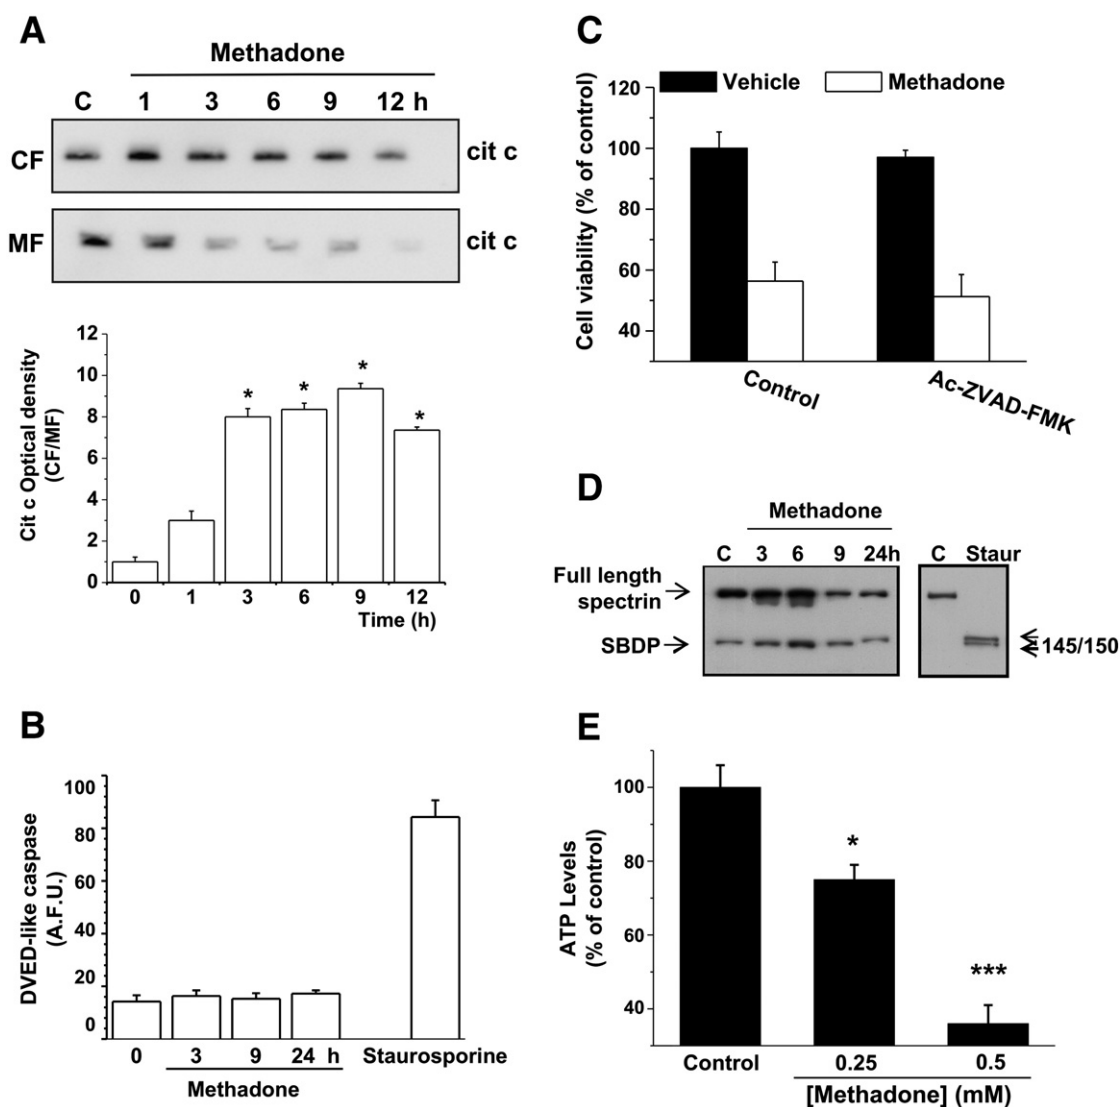 A
Methadone
C 1 3 6 9 12 h
CF cit c
MF cit c
12
10
8
6
4
2
0
Cit c Optical density
(CF/MF)
*
*
*
*
0 1 3 6 9 12
Time (h)
B
100
80
60
40
20
0
DVED-like caspase
(A.F.U.)
0 3 9 24 h Staurosporine
Methadone
C
Vehicle Methadone
120
100
80
60
40
Cell viability (% of control)
Control
Ac-ZVAD-FMK
D
Methadone
C 3 6 9 24h
C Staur
Full length
spectrin
SBDP
145/150
E
100
80
60
40
ATP Levels
(% of control)
*
***
Control 0.25 0.5
[Methadone] (mM)